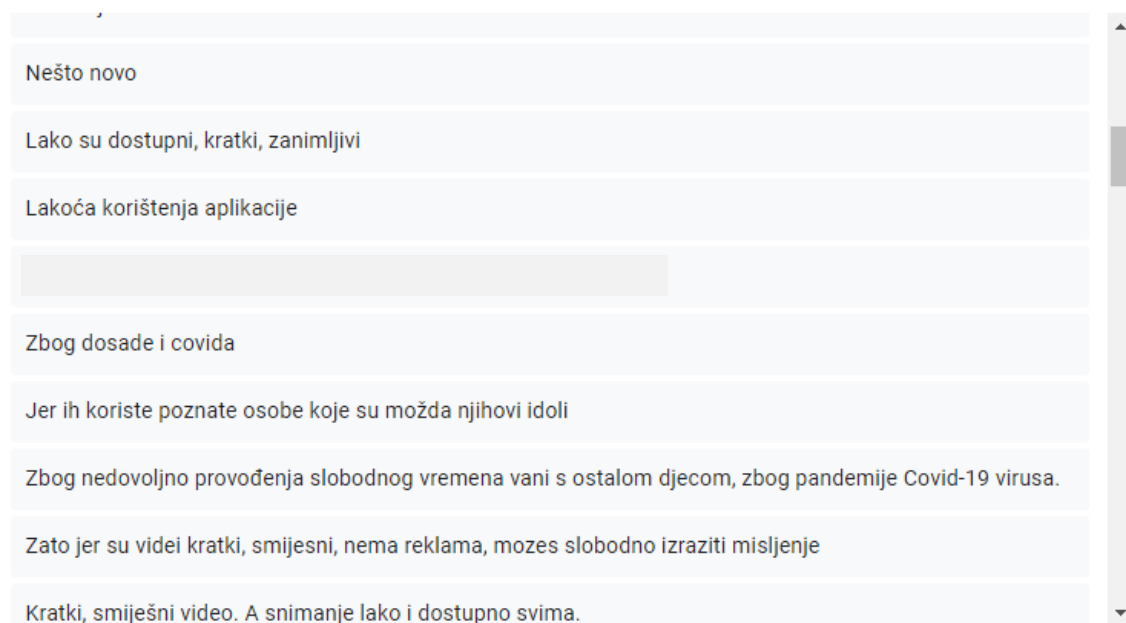 Nešto novo
Lako su dostupni, kratki, zanimljivi
Lakoća korištenja aplikacije
Zbog dosade i covida
Jer ih koriste poznate osobe koje su možda njihovi idoli
Zbog nedovoljno provođenja slobodnog vremena vani s ostalom djecom, zbog pandemije Covid-19 virusa.
Zato jer su videi kratki, smijesni, nema reklama, mozes slobodno izraziti misljenje
Kratki, smiješni video. A snimanje lako i dostupno svima.